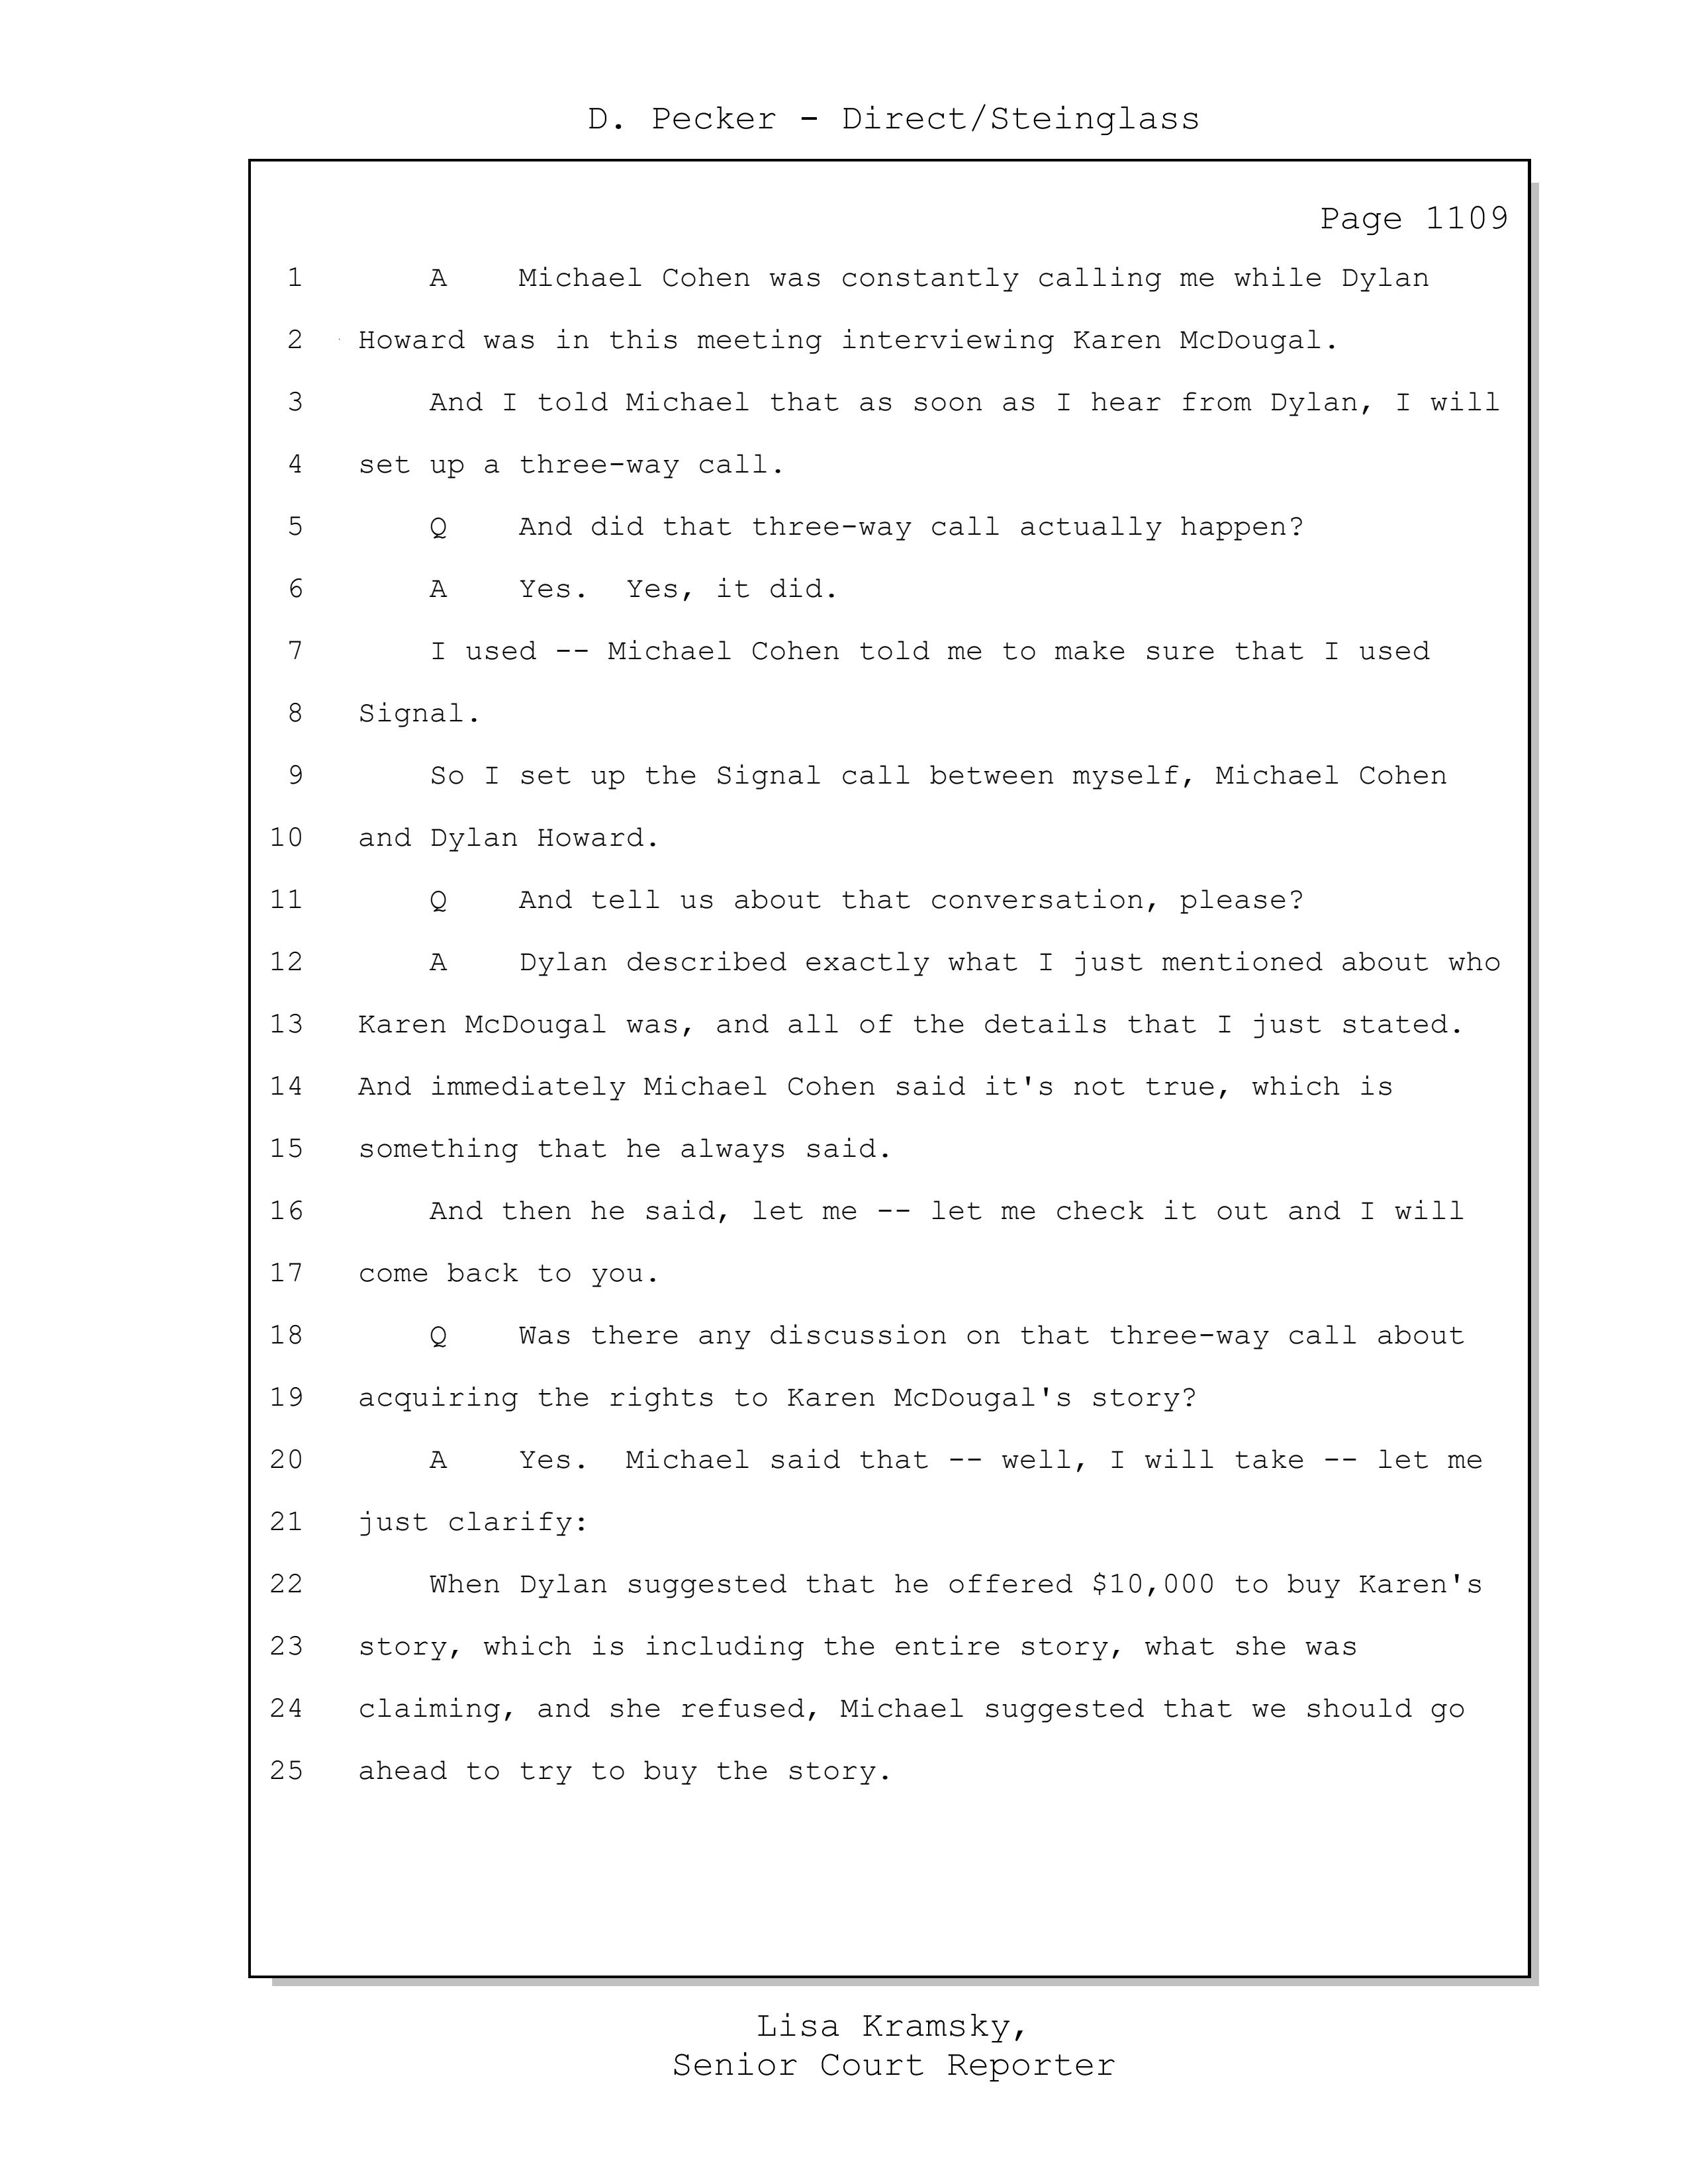 D. Pecker - Direct/Steinglass
Page 1109
1 A Michael Cohen was constantly calling me while Dylan
2 Howard was in this meeting interviewing Karen McDougal.
3 And I told Michael that as soon as I hear from Dylan, I will
4 set up a three-way call.
5 Q And did that three-way call actually happen?
6 A Yes. Yes, it did.
7 I used -- Michael Cohen told me to make sure that I used
8 Signal.
9 So I set up the Signal call between myself, Michael Cohen
10 and Dylan Howard.
11 Q And tell us about that conversation, please?
12 A Dylan described exactly what I just mentioned about who
13 Karen McDougal was, and all of the details that I just stated.
14 And immediately Michael Cohen said it's not true, which is
15 something that he always said.
16 And then he said, let me -- let me check it out and I will
17 come back to you.
18 Q Was there any discussion on that three-way call about
19 acquiring the rights to Karen McDougal's story?
20 A Yes. Michael said that -- well, I will take -- let me
21 just clarify:
22 When Dylan suggested that he offered $10,000 to buy Karen's
23 story, which is including the entire story, what she was
24 claiming, and she refused, Michael suggested that we should go
25 ahead to try to buy the story.
Lisa Kramsky,
Senior Court Reporter